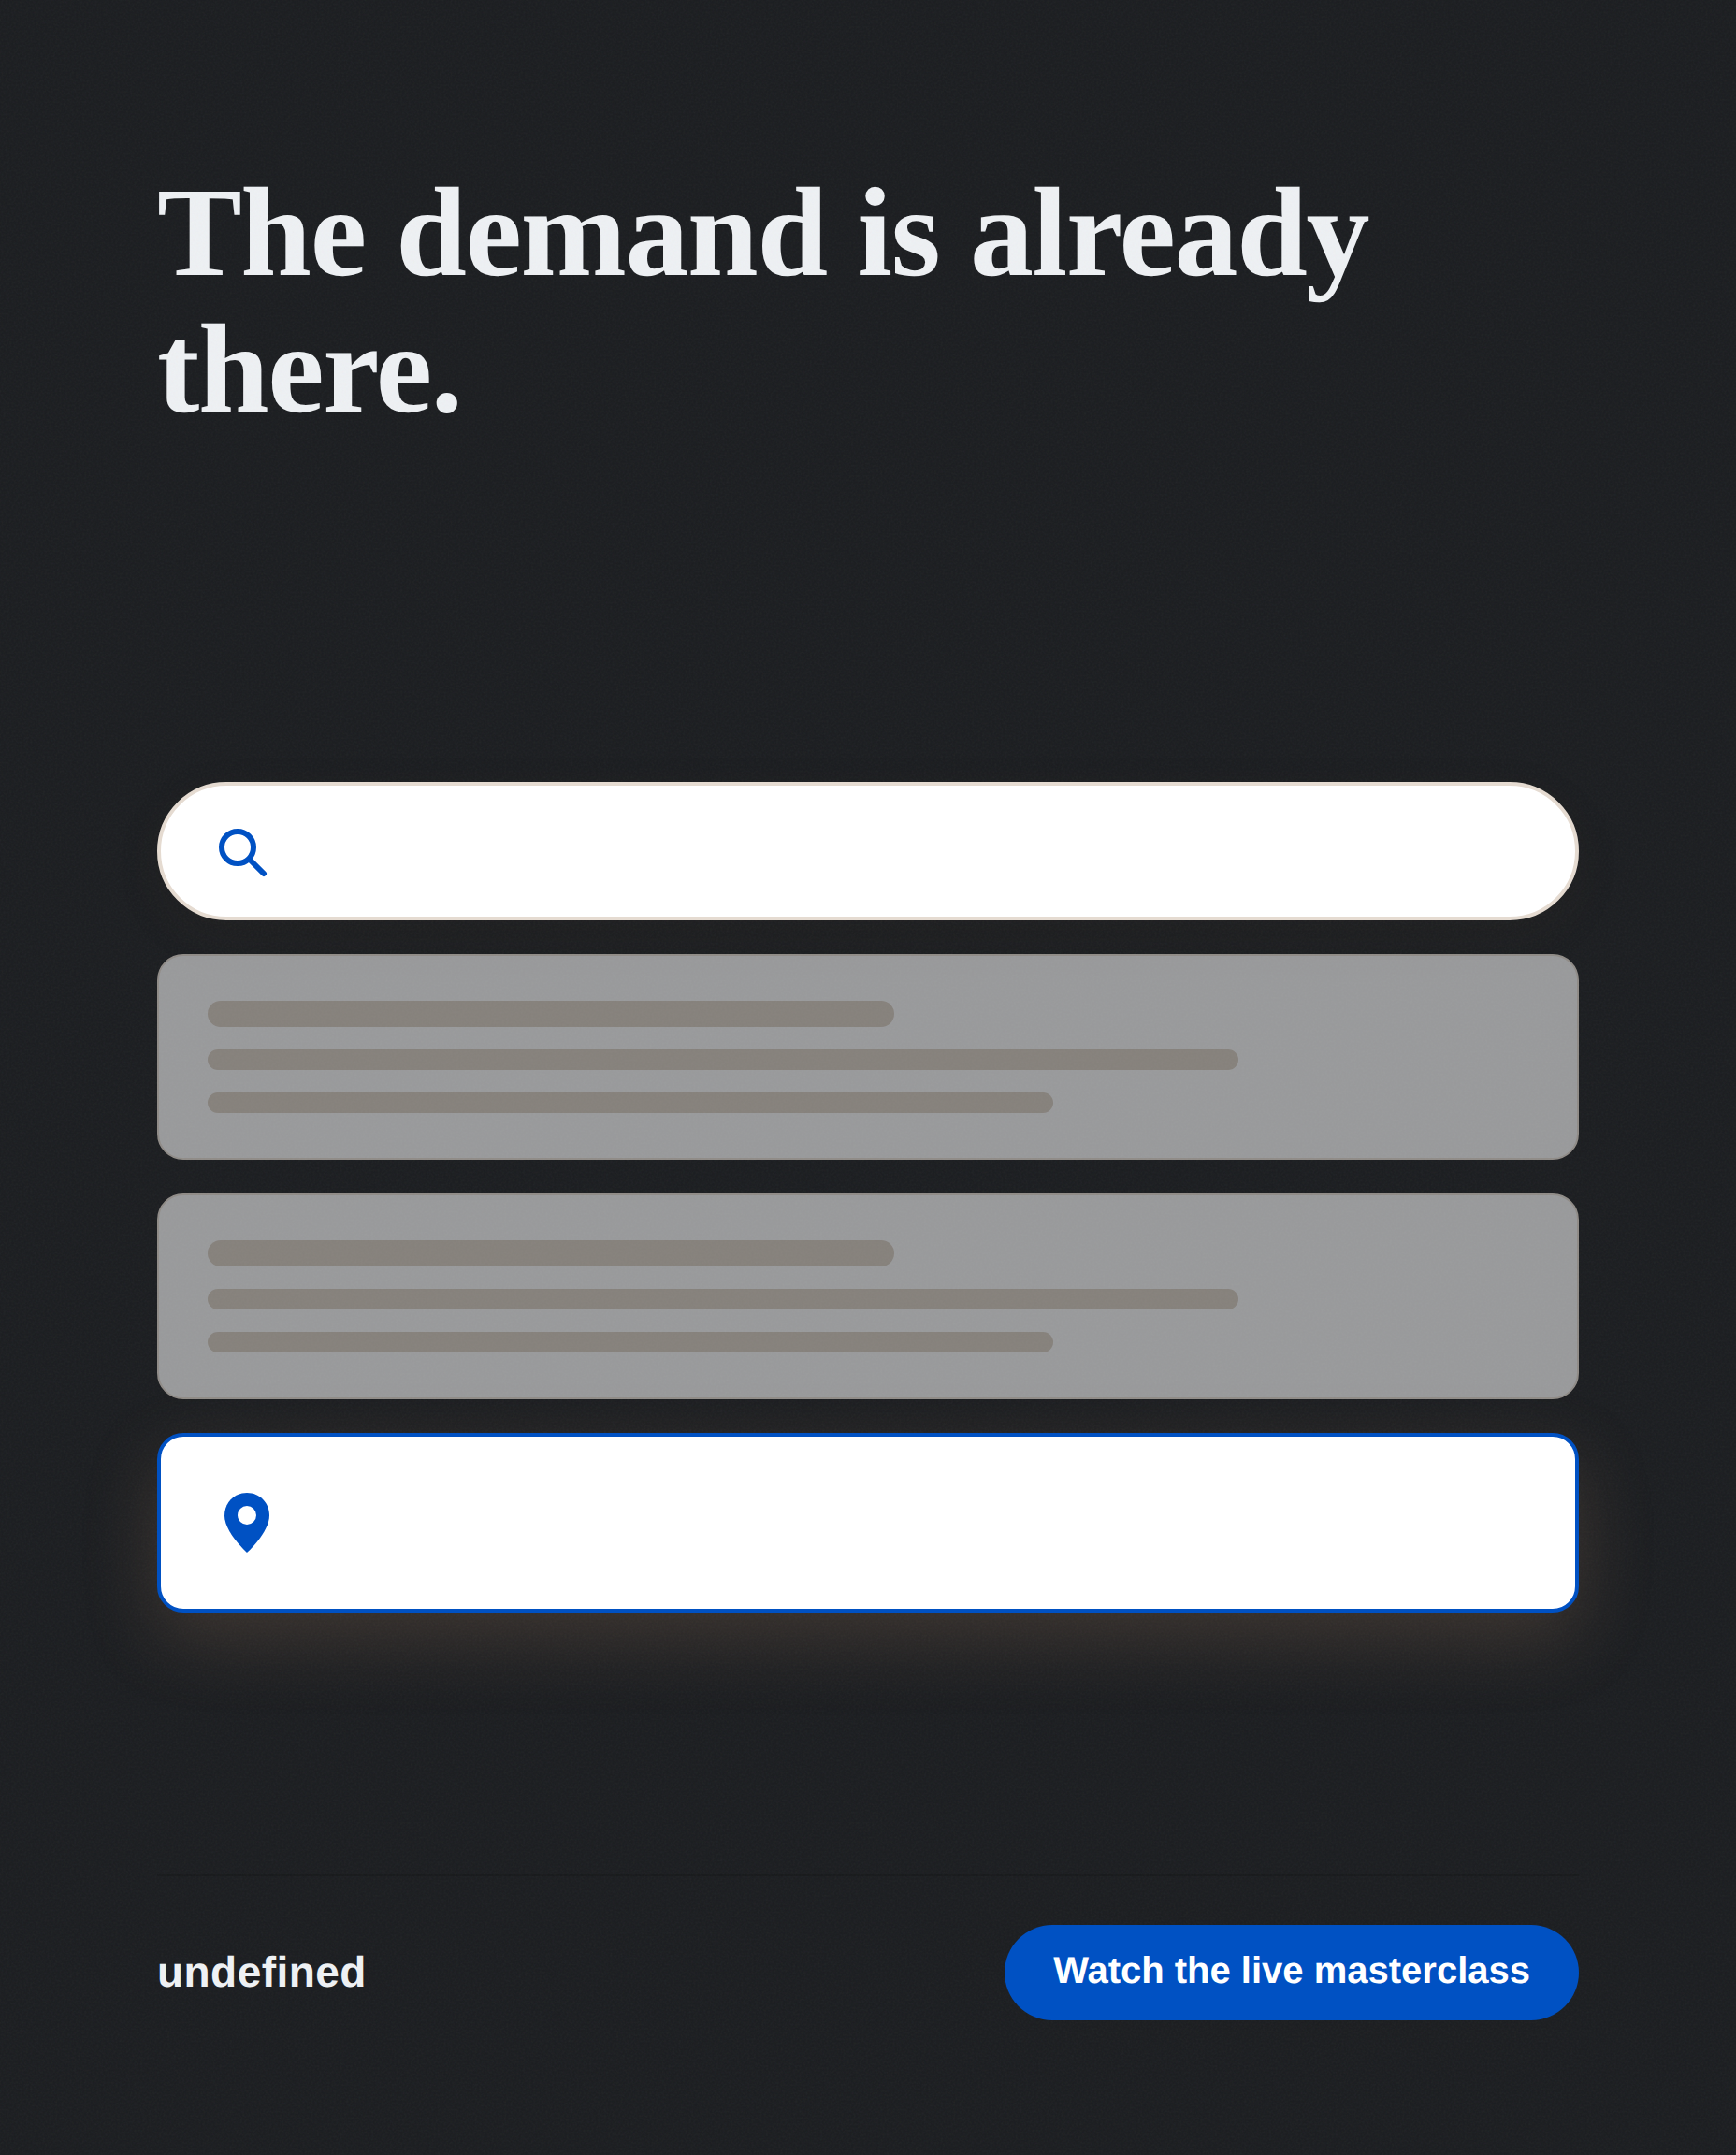 The demand is already
there.
undefined
Watch the live masterclass